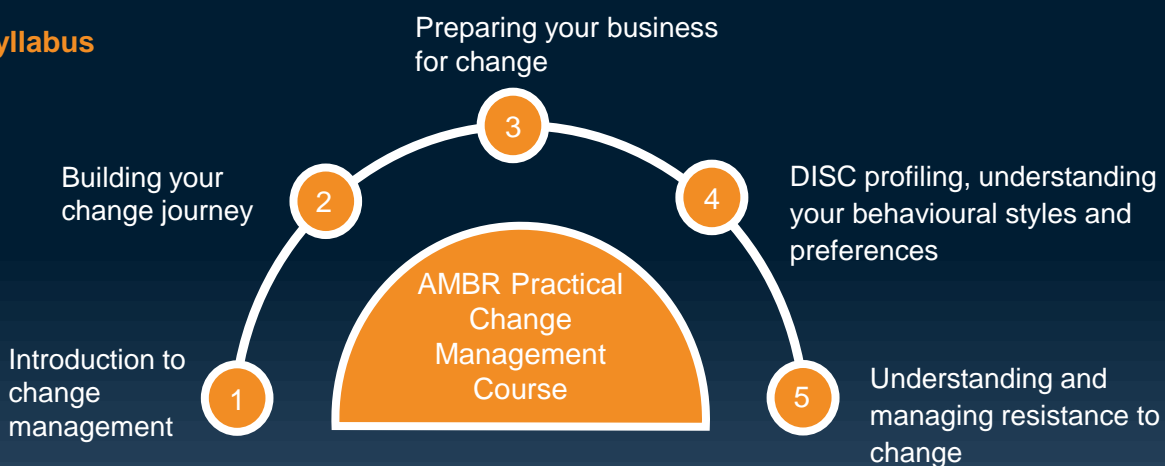 yllabus
Preparing your business
for change
3
Building your
change journey
2
4
DISC profiling, understanding
your behavioural styles and
preferences
AMBR Practical
Change
Management
Course
Introduction to
change
management
1
5
Understanding and
managing resistance to
change